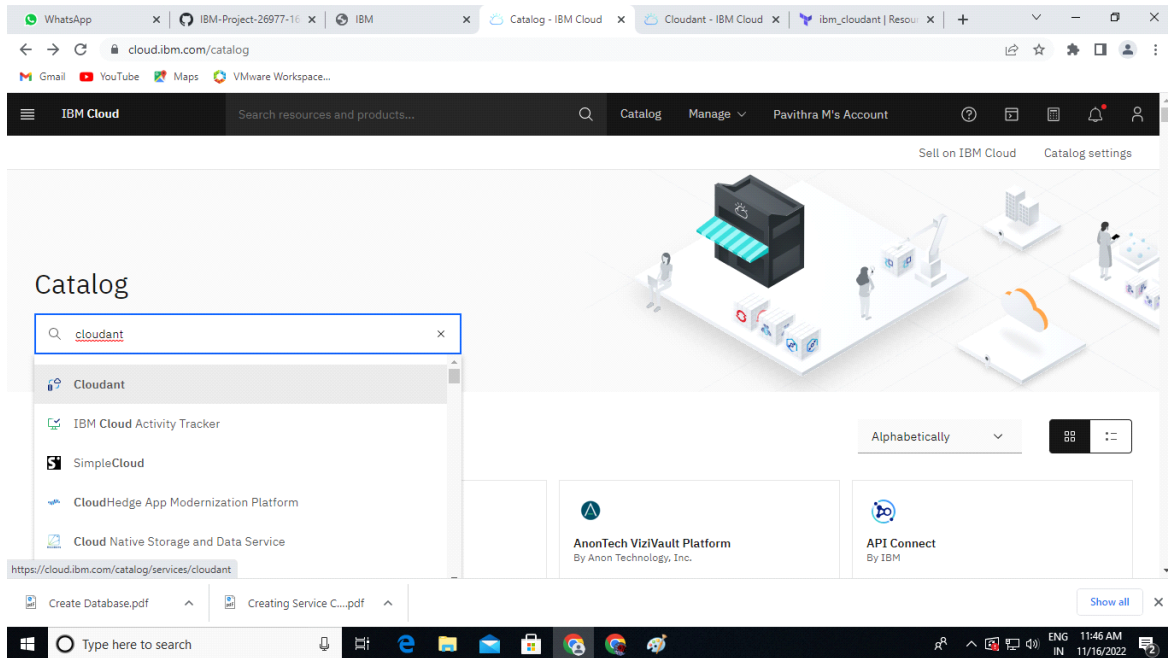 WhatsApp
IBM-Project-26977-16
IBM
Catalog - IBM Cloud
Cloudant - IBM Cloud
ibm_cloudant | Resour
cloud.ibm.com/catalog
Gmail
YouTube
Maps
VMware Workspace...
IBM Cloud
Search resources and products...
Catalog
Manage
Pavithra M's Account
Sell on IBM Cloud
Catalog settings
Catalog
cloudant
Cloudant
IBM Cloud Activity Tracker
SimpleCloud
CloudHedge App Modernization Platform
Cloud Native Storage and Data Service
Alphabetically
AnonTech ViziVault Platform
By Anon Technology, Inc.
API Connect
By IBM
https://cloud.ibm.com/catalog/services/cloudant
Create Database.pdf
Creating Service C....pdf
Show all
Type here to search
ENG
IN
11:46 AM
11/16/2022
2